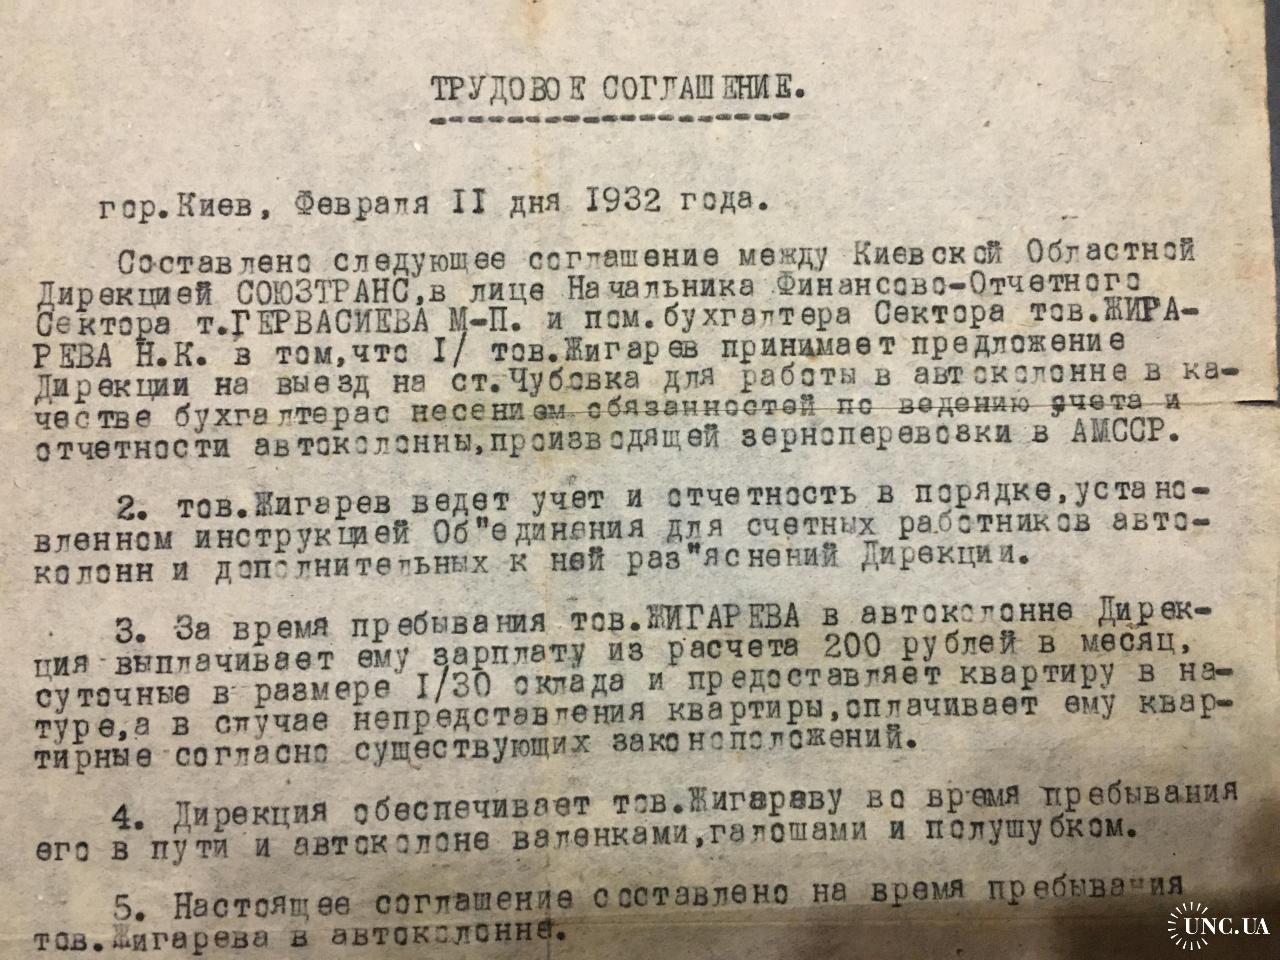 ТРУДОВОЕ СОГЛАШЕНИЕ.
гор.Киев, Февраля II дня 1932 года.
Составлено следующее соглашение между Киевской Областной
Дирекцией СОЮЗТРАНС,в лице Начальника Финансово-Отчетного
Сектора т.ГЕРВАСИЕВА М-П. и пом.бухгалтера Сектора тов.ЖИРА-
РЕВА Н.К. в том,что I/ тов.Жигарев принимает предложение
Дирекции на выезд на ст.Чубовка для работы в автоколонне в ка-
честве бухгалтерас несением обязанностей по ведению учета и
отчетности автоколонны,производящей зерноперевозки в АМССР.
2. тов.Жигарев ведет учет и отчетность в порядке,устано-
вленном инструкцией Об"единения для счетных работников авто-
колонн и дополнительных к ней раз"яснений Дирекции.
3. За время пребывания тов.ЖИГАРЕВА в автоколонне Дирек-
ция выплачивает ему зарплату из расчета 200 рублей в месяц,
суточные в размере I/30 оклада и предоставляет квартиру в на-
туре,а в случае непредставления квартиры,оплачивает ему квар-
тирные согласно существующих законоположений.
4. Дирекция обеспечивает тов.Жигараву во время пребывания
его в пути и автоколоне валенками,галошами и полушубком.
5. Настоящее соглашение составлено на время пребывания
тов.Жигарева в автоколонне.
UNC.UA